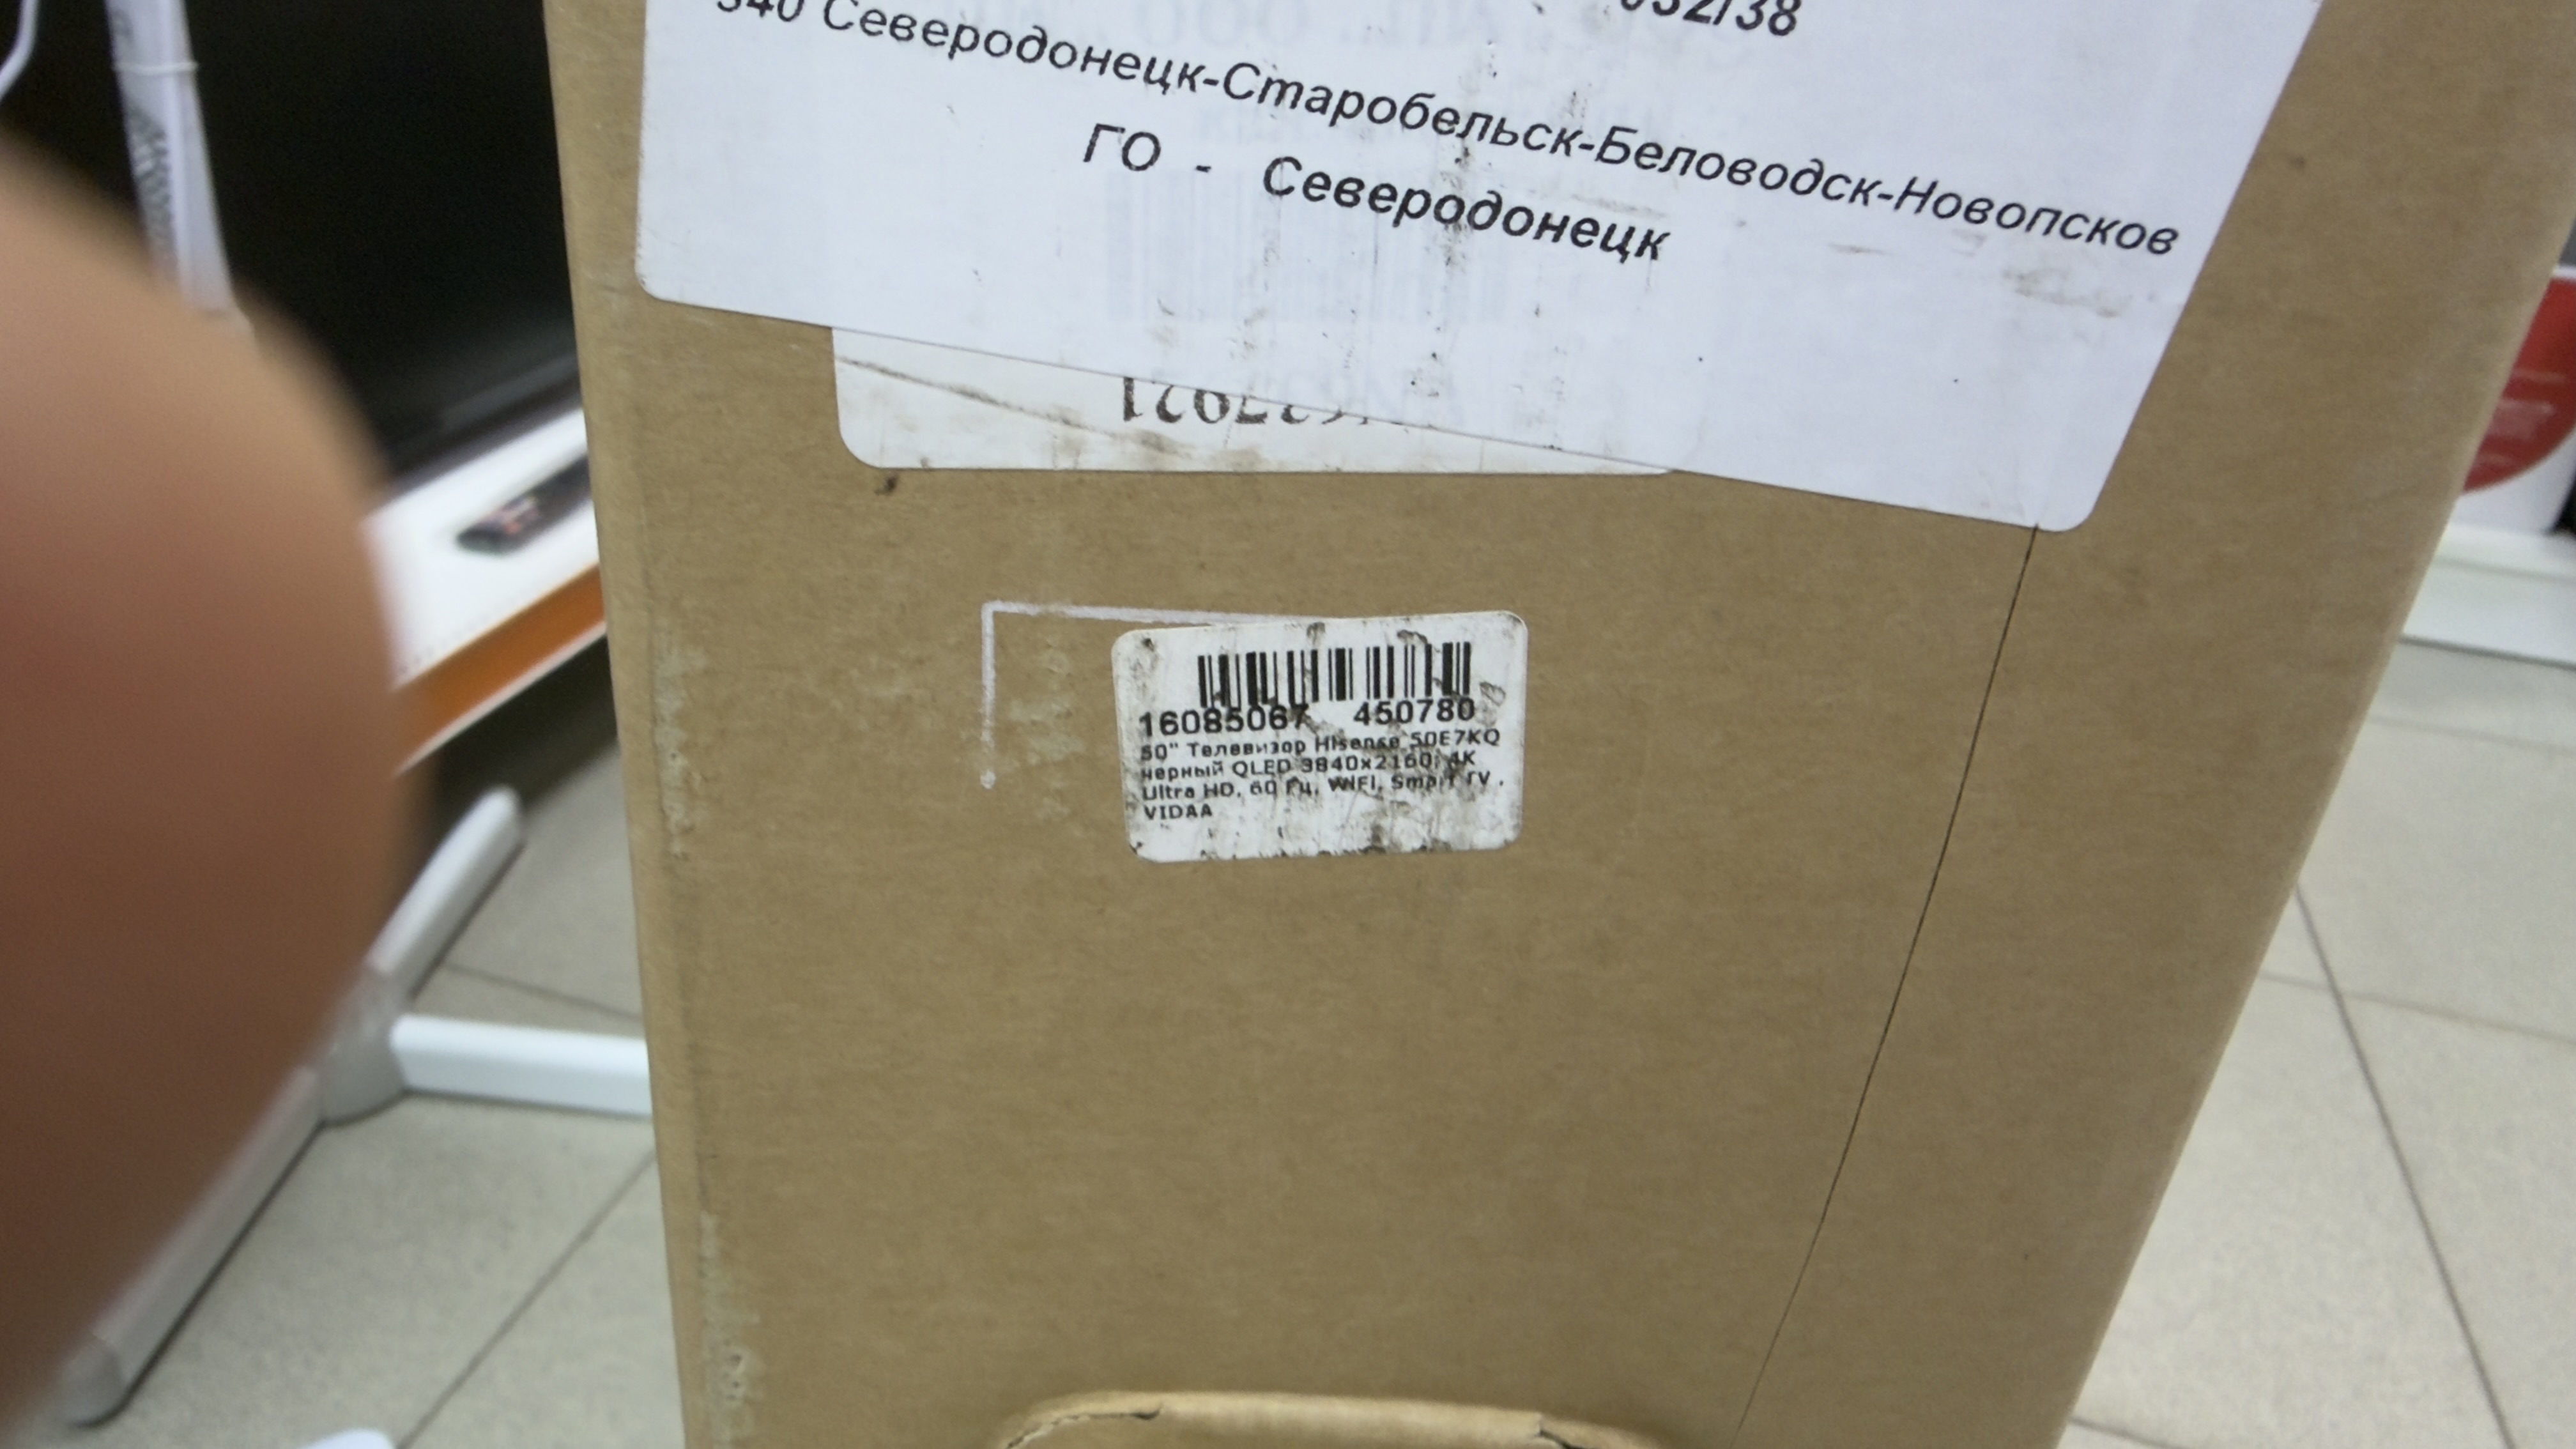 340 Северодонецк-Старобельск-Беловодск-Новопсков
ГО - Северодонецк
16085067 450780
50" Телевизор Hisense 50E7KQ
черный QLED 3840x2160, 4K
Ultra HD, 60 Гц, WiFi, Smart TV ,
VIDAA